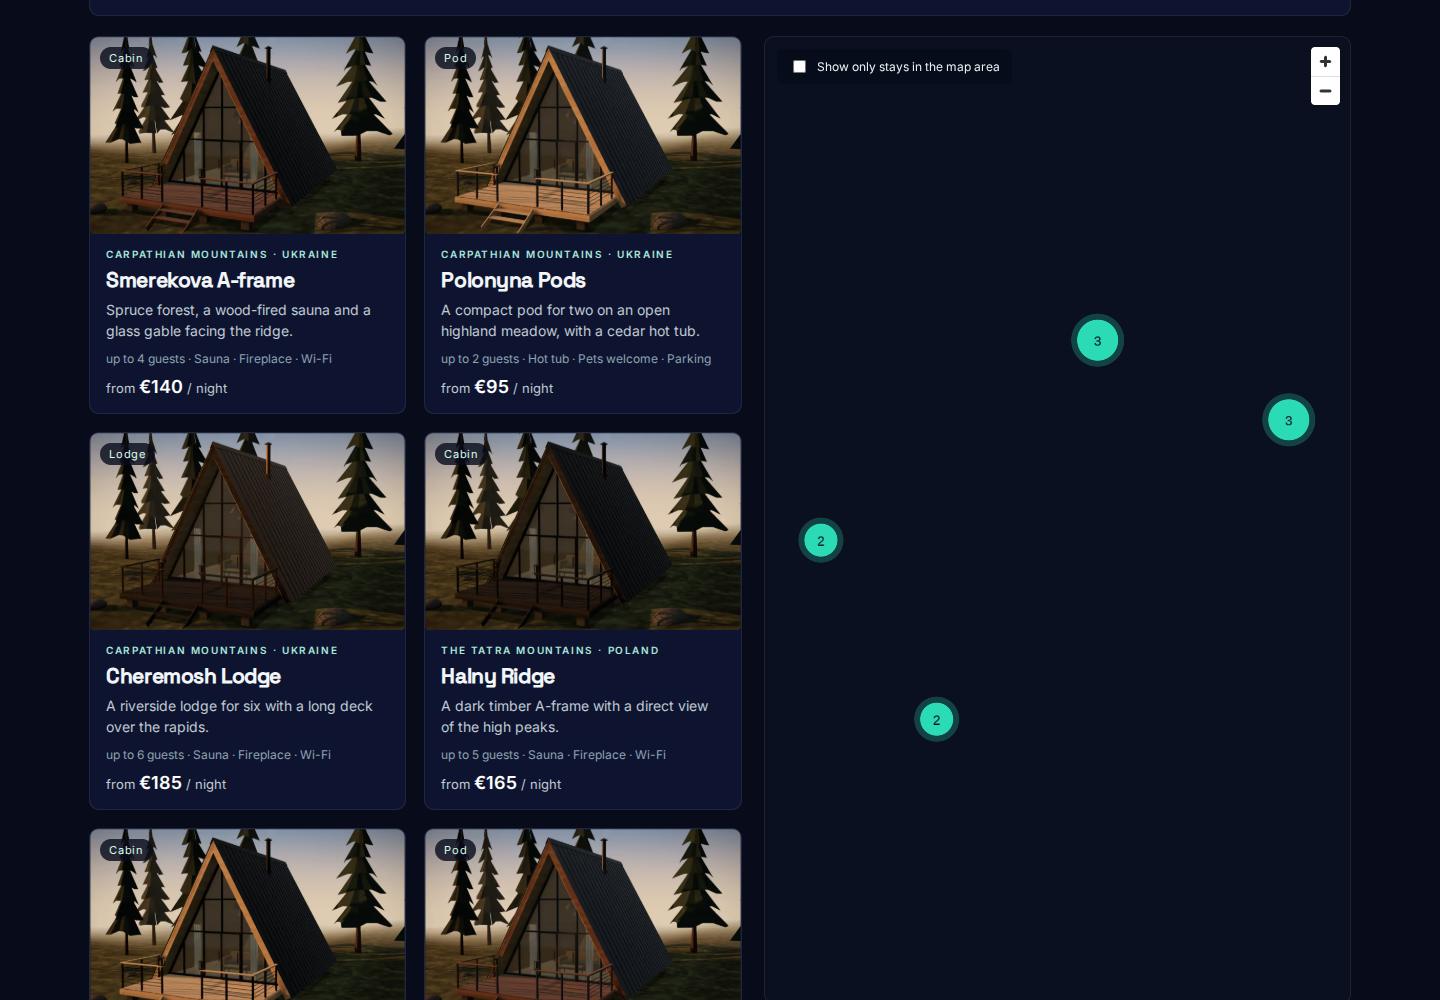 Cabin
CARPATHIAN MOUNTAINS · UKRAINE
Smerekova A-frame
Spruce forest, a wood-fired sauna and a
glass gable facing the ridge.
up to 4 guests · Sauna · Fireplace · Wi-Fi
from €140 / night
Pod
CARPATHIAN MOUNTAINS · UKRAINE
Polonyna Pods
A compact pod for two on an open
highland meadow, with a cedar hot tub.
up to 2 guests · Hot tub · Pets welcome · Parking
from €95 / night
Lodge
CARPATHIAN MOUNTAINS · UKRAINE
Cheremosh Lodge
A riverside lodge for six with a long deck
over the rapids.
up to 6 guests · Sauna · Fireplace · Wi-Fi
from €185 / night
Cabin
THE TATRA MOUNTAINS · POLAND
Halny Ridge
A dark timber A-frame with a direct view
of the high peaks.
up to 5 guests · Sauna · Fireplace · Wi-Fi
from €165 / night
Cabin
Pod
Show only stays in the map area
+
−
3
3
2
2